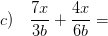 c) 7x/3b + 4x/6b =